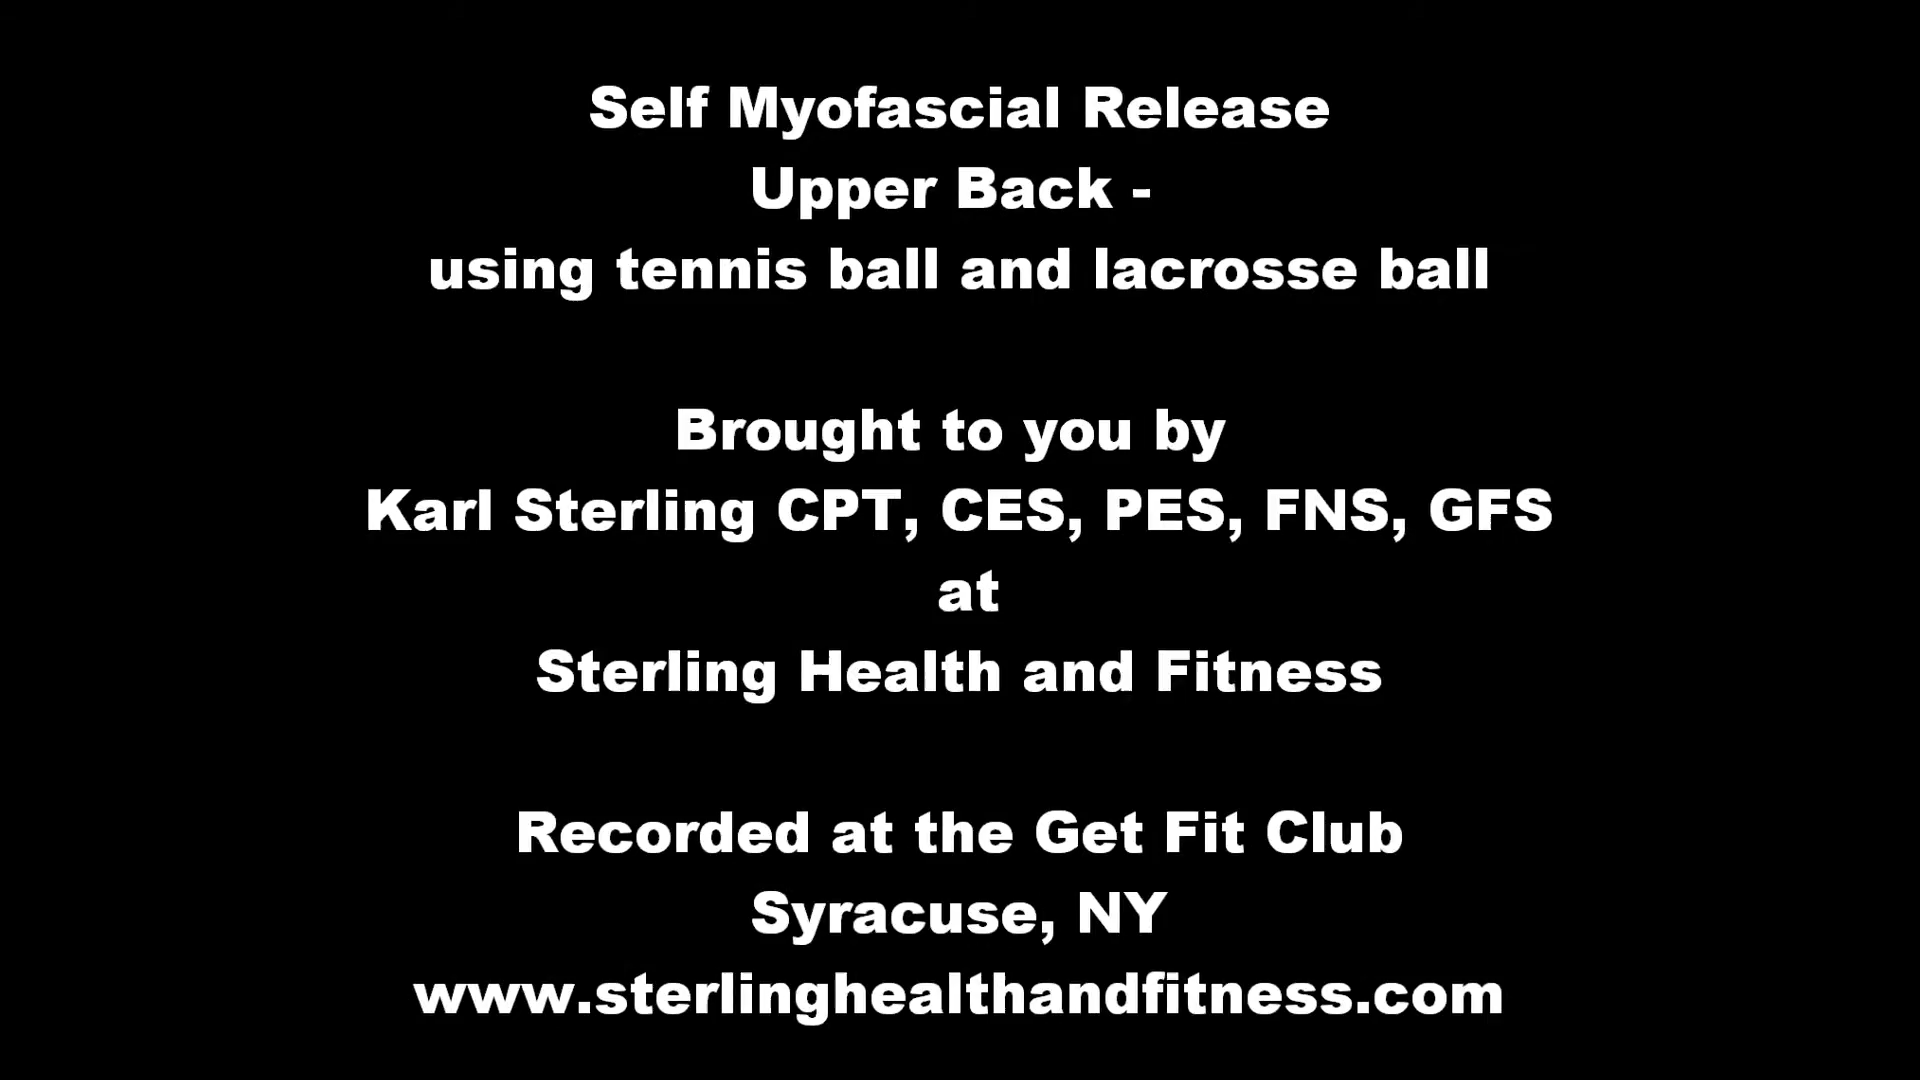 Self Myofascial Release
Upper Back -
using tennis ball and lacrosse ball
Brought to you by
Karl Sterling CPT, CES, PES, FNS, GFS
at
Sterling Health and Fitness
Recorded at the Get Fit Club
Syracuse, NY
www.sterlinghealthandfitness.com